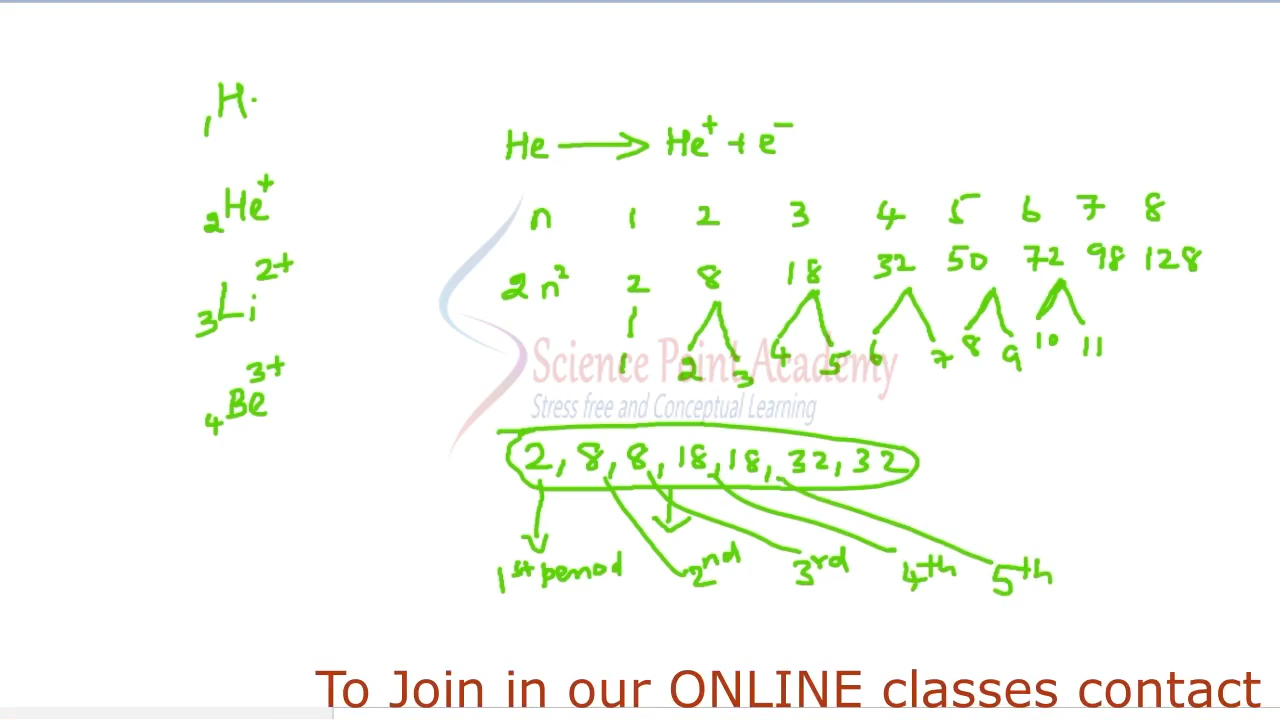 ₁H·
He ⟶ He⁺ + e⁻
₂He⁺
n 1 2 3 4 5 6 7 8
2n² 2 8 18 32 50 72 98 128
₃Li²⁺
1 2 3 4 5 6 7 8 9 10 11
Science Point Academy
Stress free and Conceptual Learning
₄Be³⁺
2, 8, 8, 18, 18, 32, 32
1st period 2nd 3rd 4th 5th
To Join in our ONLINE classes contact